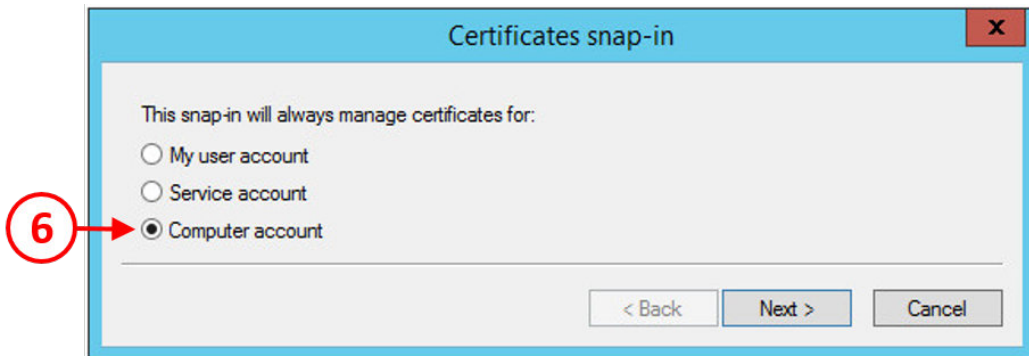 Certificates snap-in
x
This snap-in will always manage certificates for:
My user account
Service account
6
Computer account
< Back
Next >
Cancel